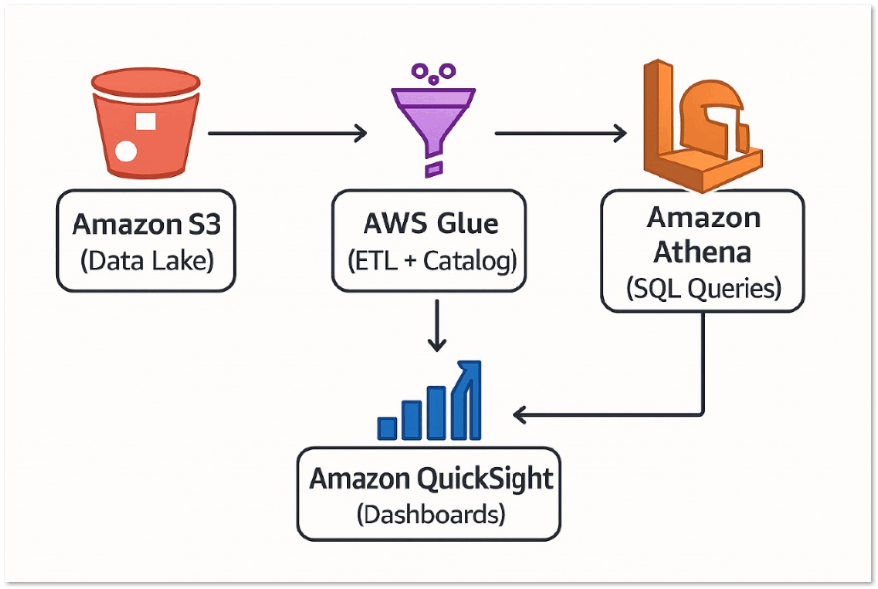 Amazon S3
(Data Lake)
AWS Glue
(ETL + Catalog)
Amazon
Athena
(SQL Queries)
Amazon QuickSight
(Dashboards)